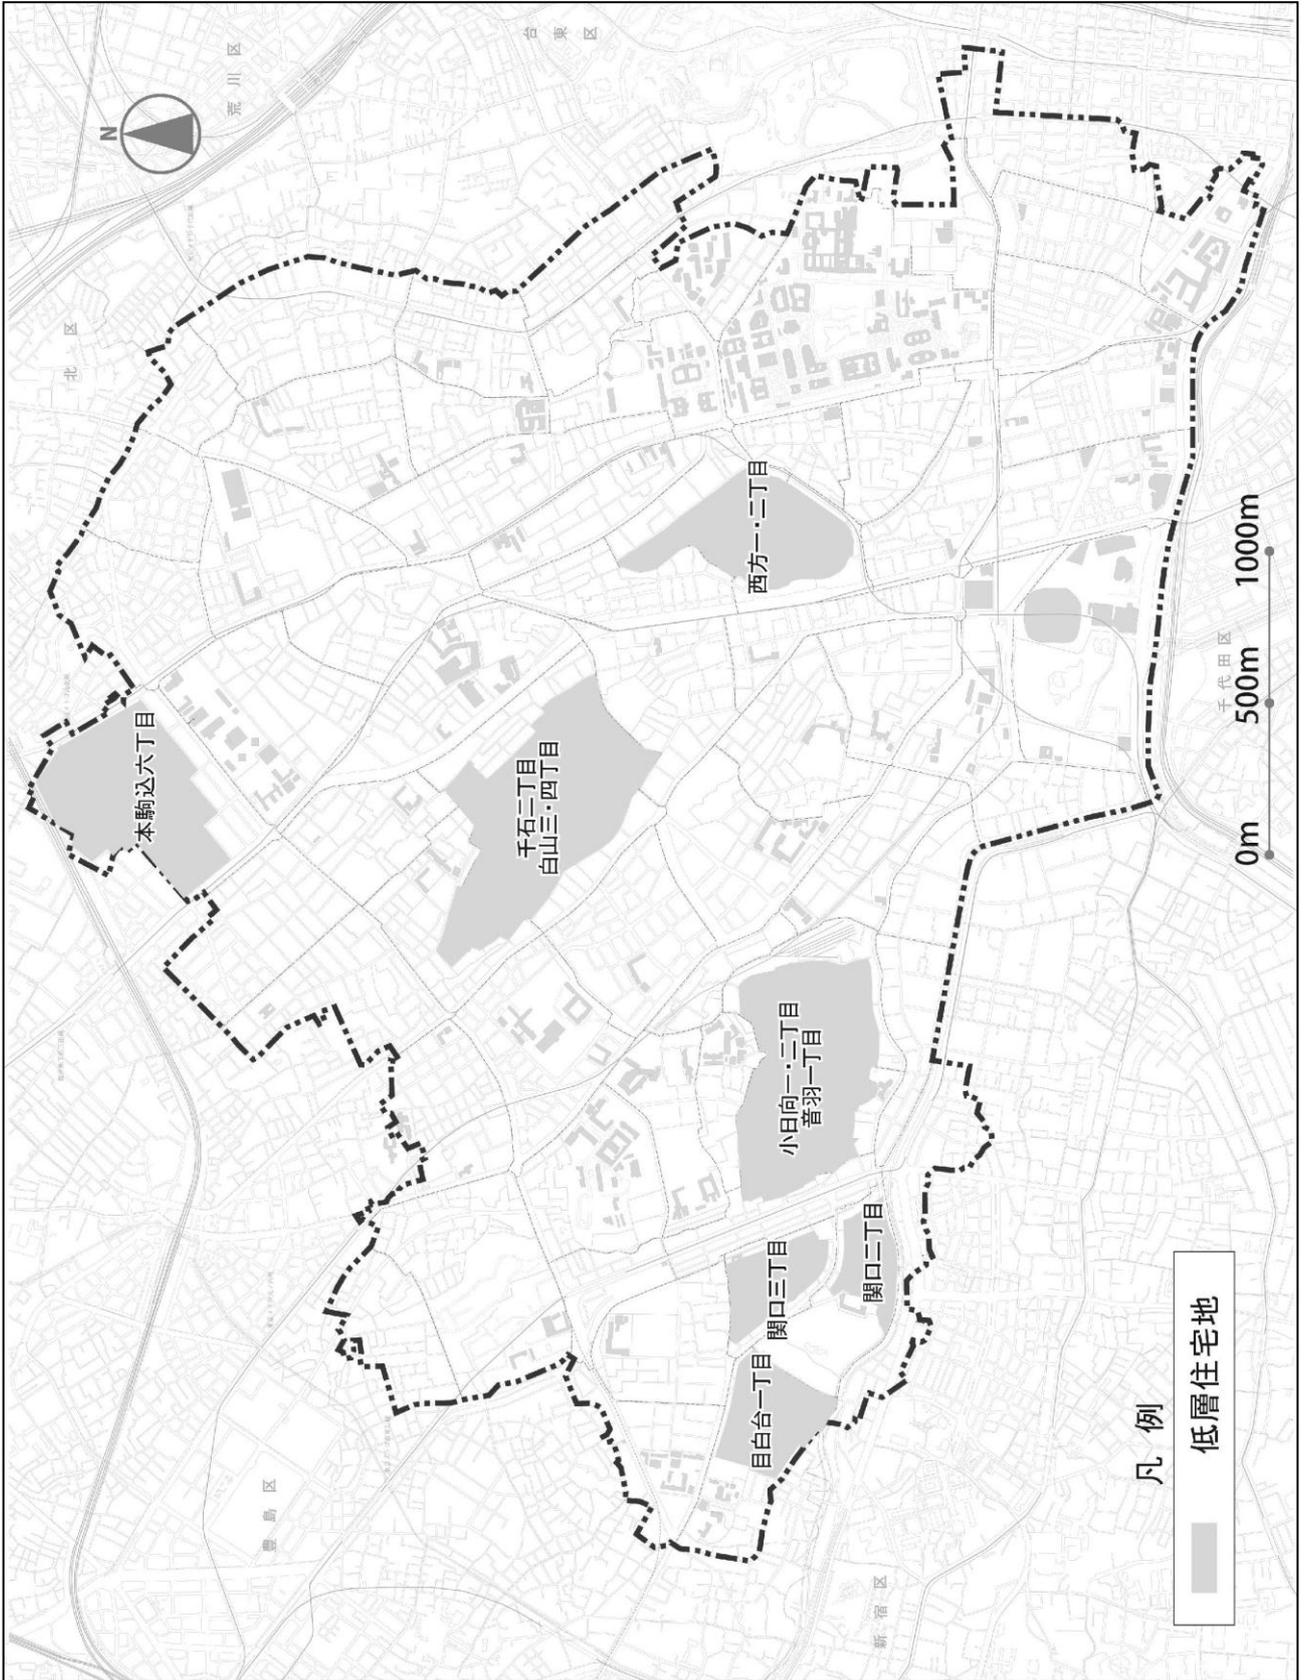 N
台東区
荒川区
北区
本駒込六丁目
千石二丁目
白山三・四丁目
西方一・二丁目
小日向一・二丁目
音羽一丁目
関口三丁目
関口二丁目
目白台一丁目
豊島区
新宿区
千代田区
0m
500m
1000m
凡例
低層住宅地